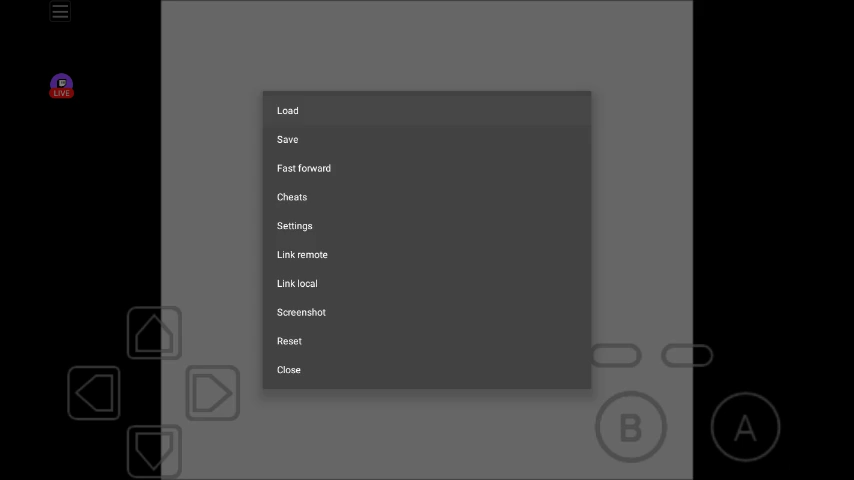 LIVE
Load
Save
Fast forward
Cheats
Settings
Link remote
Link local
Screenshot
Reset
Close
B
A